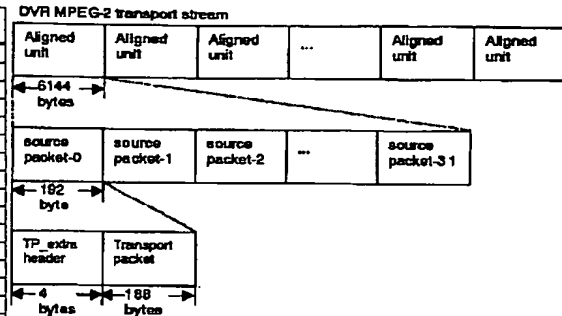 DVR MPEG-2 transport stream
Aligned unit
Aligned unit
Aligned unit
...
Aligned unit
Aligned unit
6144 bytes
source packet-0
source packet-1
source packet-2
...
source packet-31
192 byte
TP_extra header
Transport packet
4 bytes
188 bytes